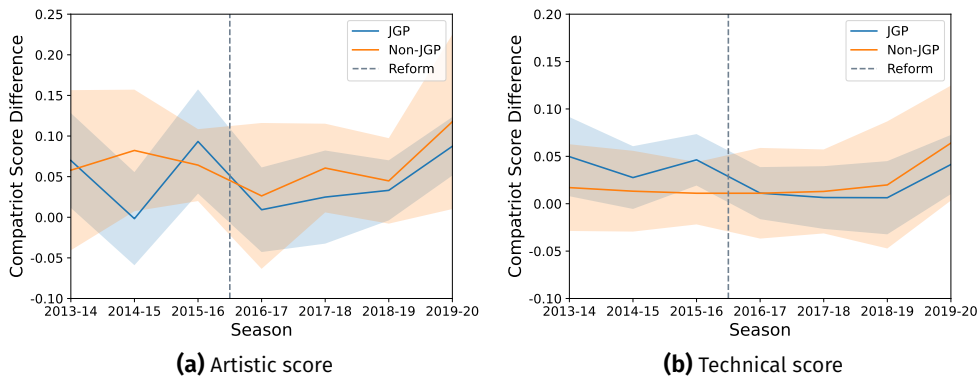 0.25
0.20
0.15
0.10
0.05
0.00
-0.05
-0.10
Compatriot Score Difference
JGP
Non-JGP
Reform
2013-14 2014-15 2015-16 2016-17 2017-18 2018-19 2019-20
Season
(a) Artistic score
0.20
0.15
0.10
0.05
0.00
-0.05
-0.10
Compatriot Score Difference
JGP
Non-JGP
Reform
2013-14 2014-15 2015-16 2016-17 2017-18 2018-19 2019-20
Season
(b) Technical score